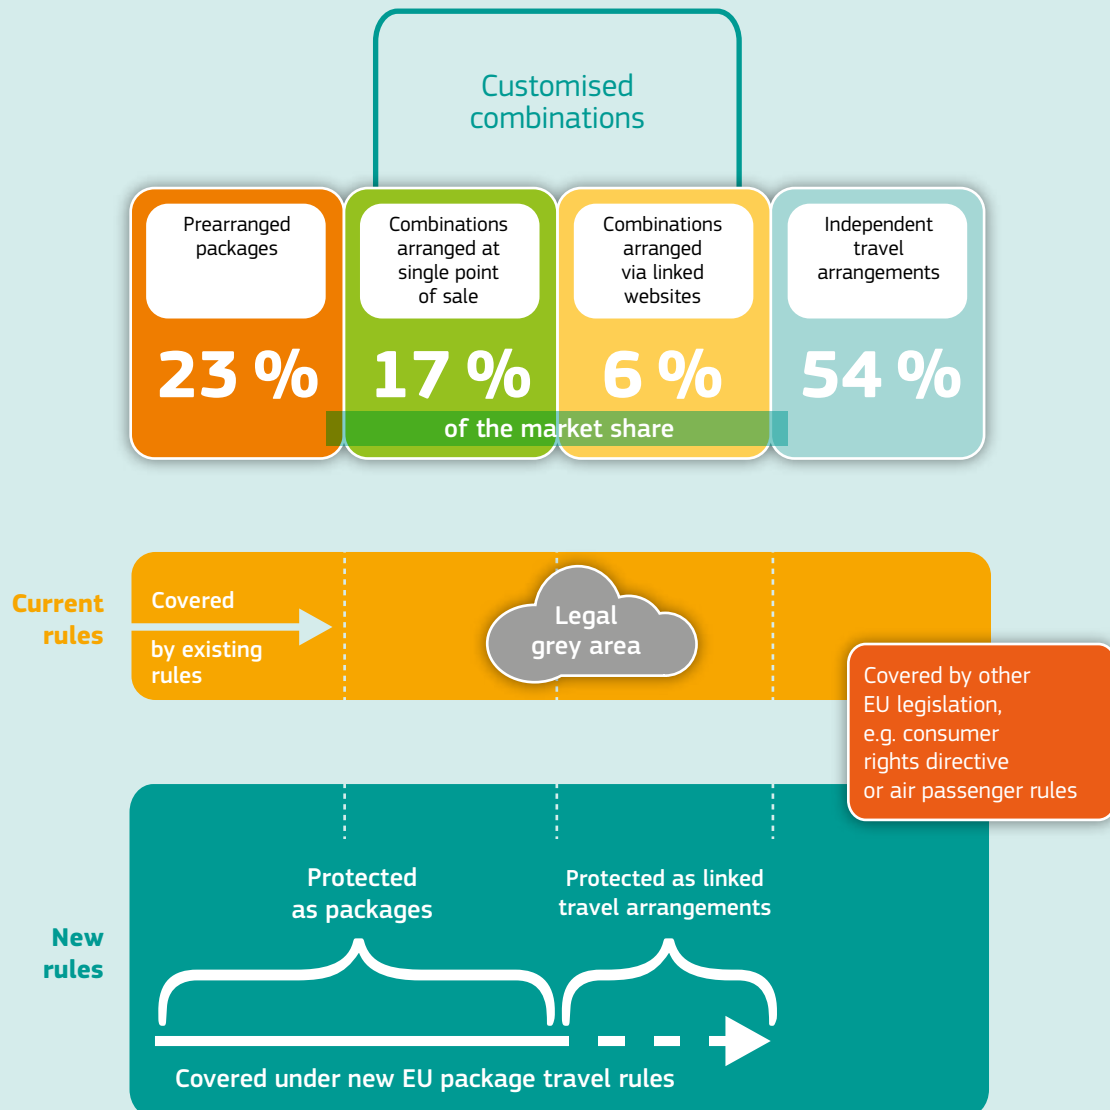 Customised
combinations
Prearranged
packages
Combinations
arranged at
single point
of sale
Combinations
arranged
via linked
websites
Independent
travel
arrangements
23 %
17 %
6 %
54 %
of the market share
Current
rules
Covered
by existing
rules
Legal
grey area
Covered by other
EU legislation,
e.g. consumer
rights directive
or air passenger rules
New
rules
Protected
as packages
Protected as linked
travel arrangements
Covered under new EU package travel rules